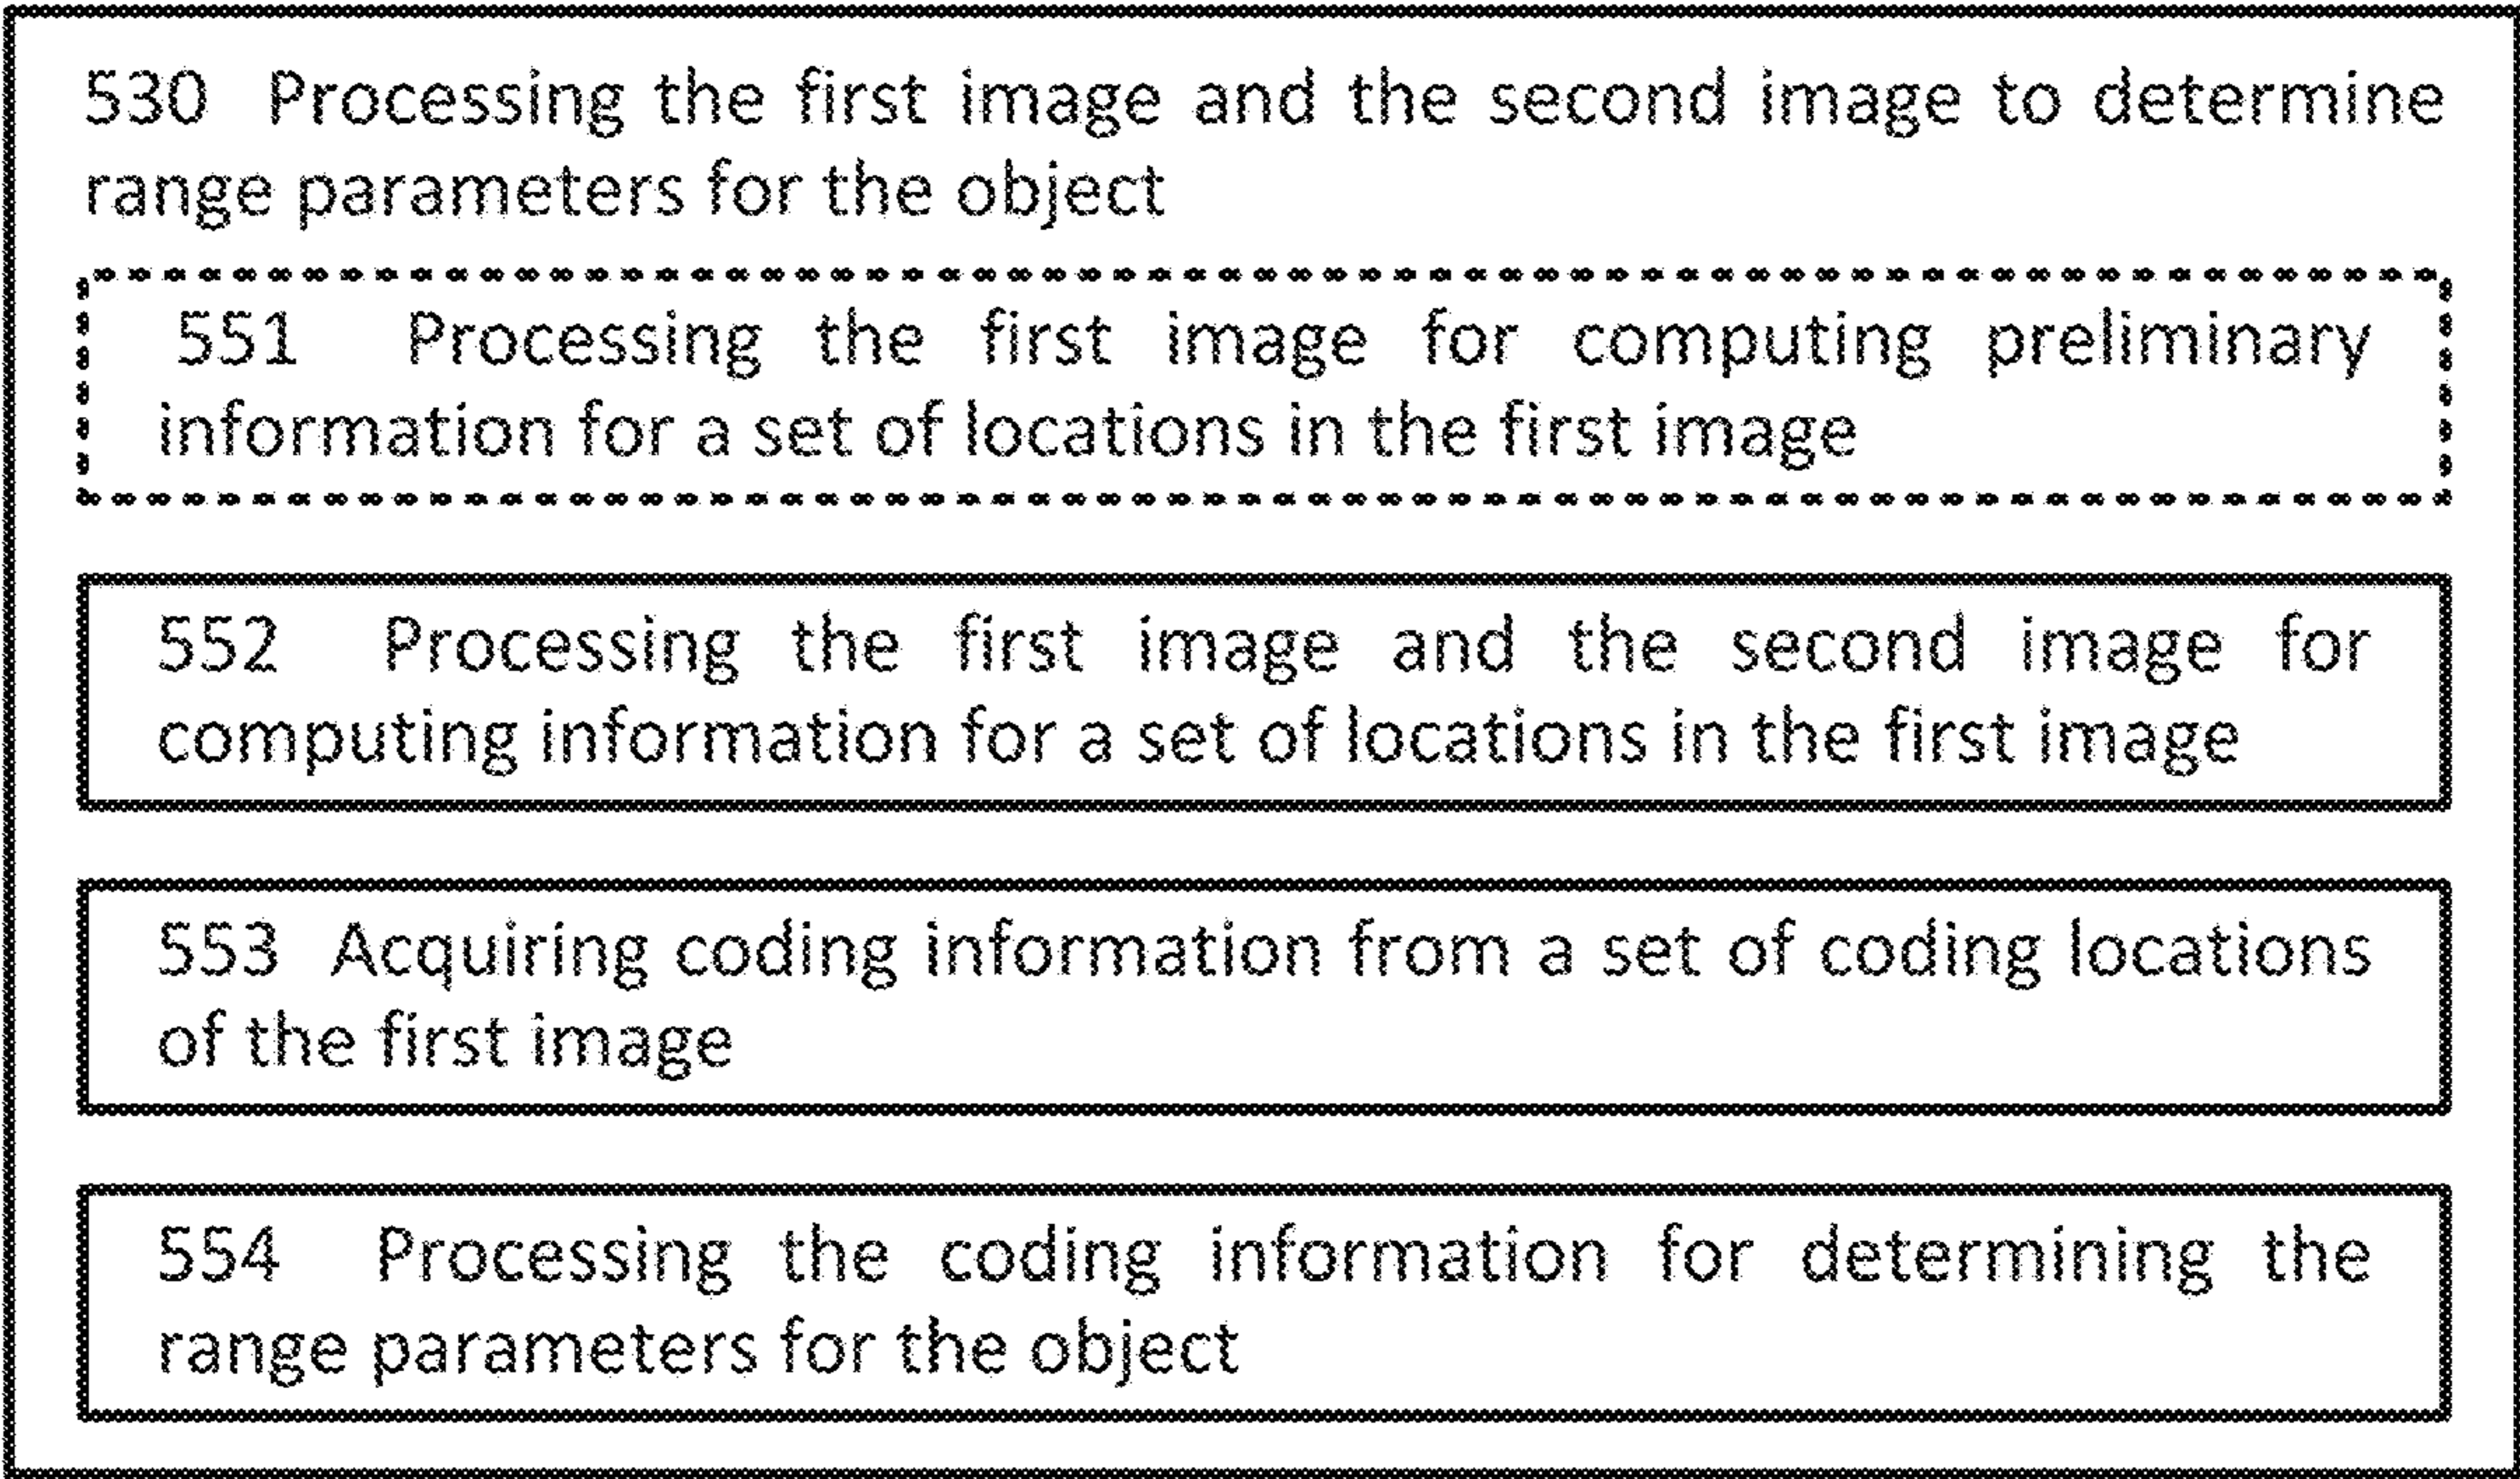 530 Processing the first image and the second image to determine
range parameters for the object
551 Processing the first image for computing preliminary
information for a set of locations in the first image
552 Processing the first image and the second image for
computing information for a set of locations in the first image
553 Acquiring coding information from a set of coding locations
of the first image
554 Processing the coding information for determining the
range parameters for the object